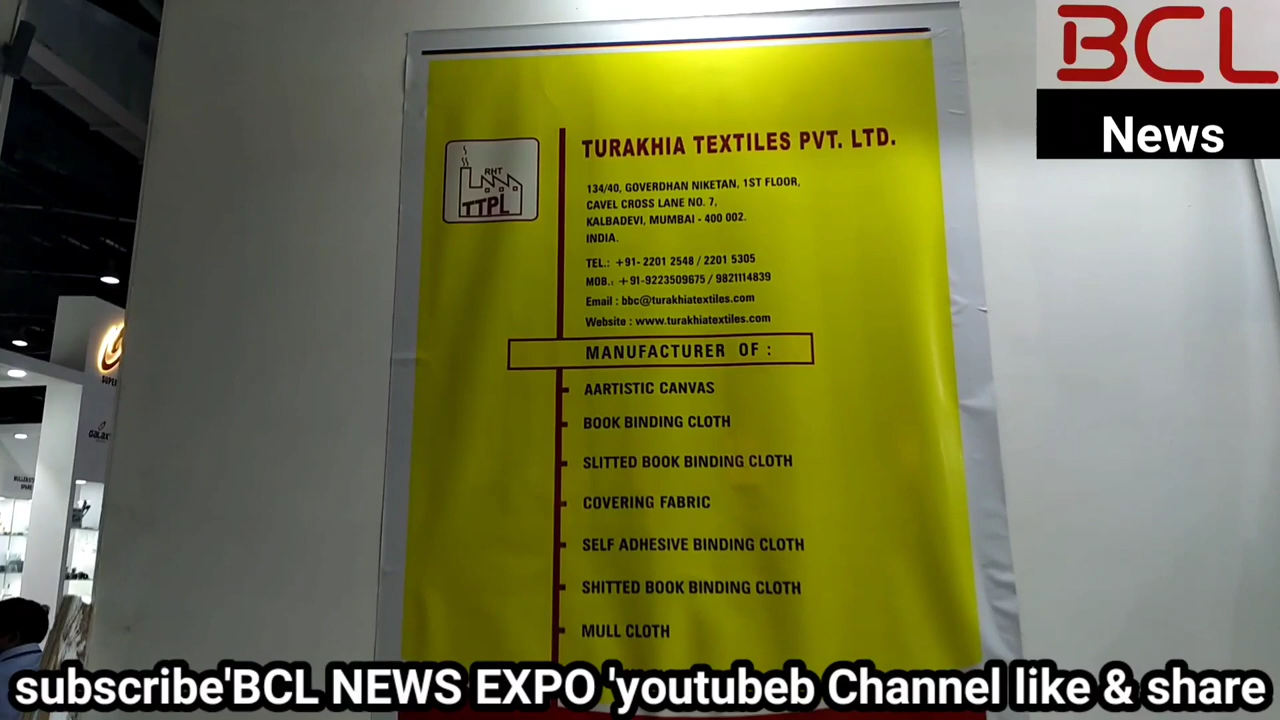 BCL
News
RHT
TTPL
TURAKHIA TEXTILES PVT. LTD.
134/40, GOVERDHAN NIKETAN, 1ST FLOOR,
CAVEL CROSS LANE NO. 7,
KALBADEVI, MUMBAI - 400 002.
INDIA.
TEL.: +91- 2201 2548 / 2201 5305
MOB.: +91-9223509675 / 9821114839
Email : bbc@turakhiatextiles.com
Website : www.turakhiatextiles.com
MANUFACTURER OF :
AARTISTIC CANVAS
BOOK BINDING CLOTH
SLITTED BOOK BINDING CLOTH
COVERING FABRIC
SELF ADHESIVE BINDING CLOTH
SHITTED BOOK BINDING CLOTH
MULL CLOTH
SUPER
GALAX
subscribe'BCL NEWS EXPO 'youtubeb Channel like & share